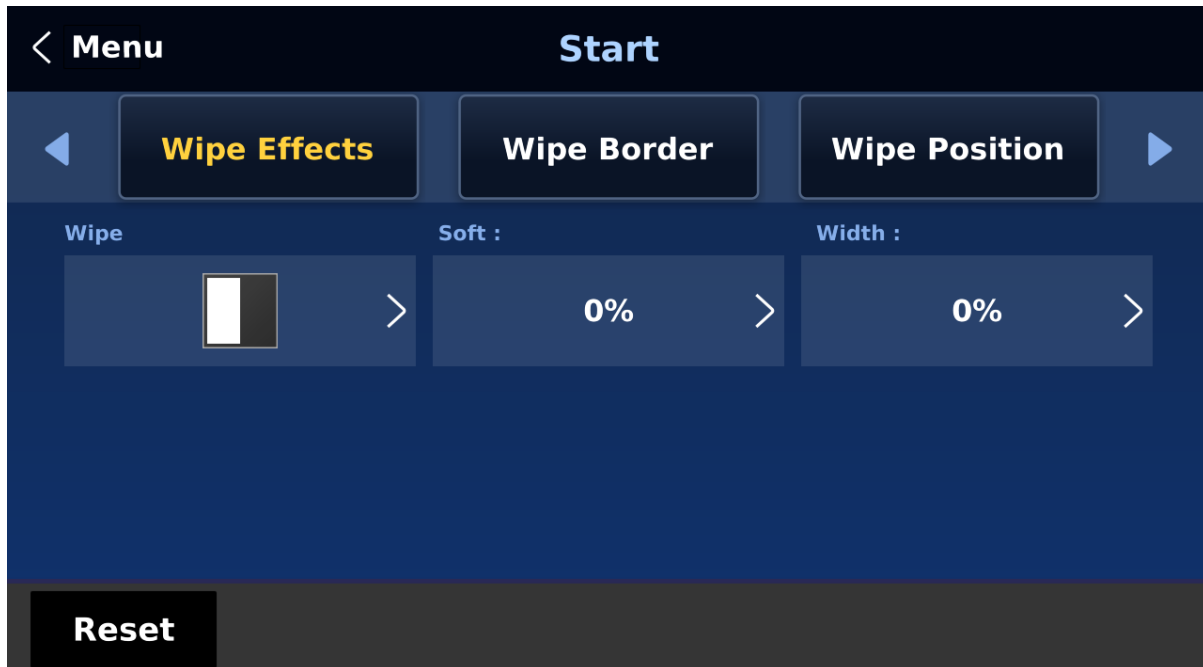 Menu
Start
Wipe Effects
Wipe Border
Wipe Position
Wipe
Soft :
Width :
0%
0%
Reset